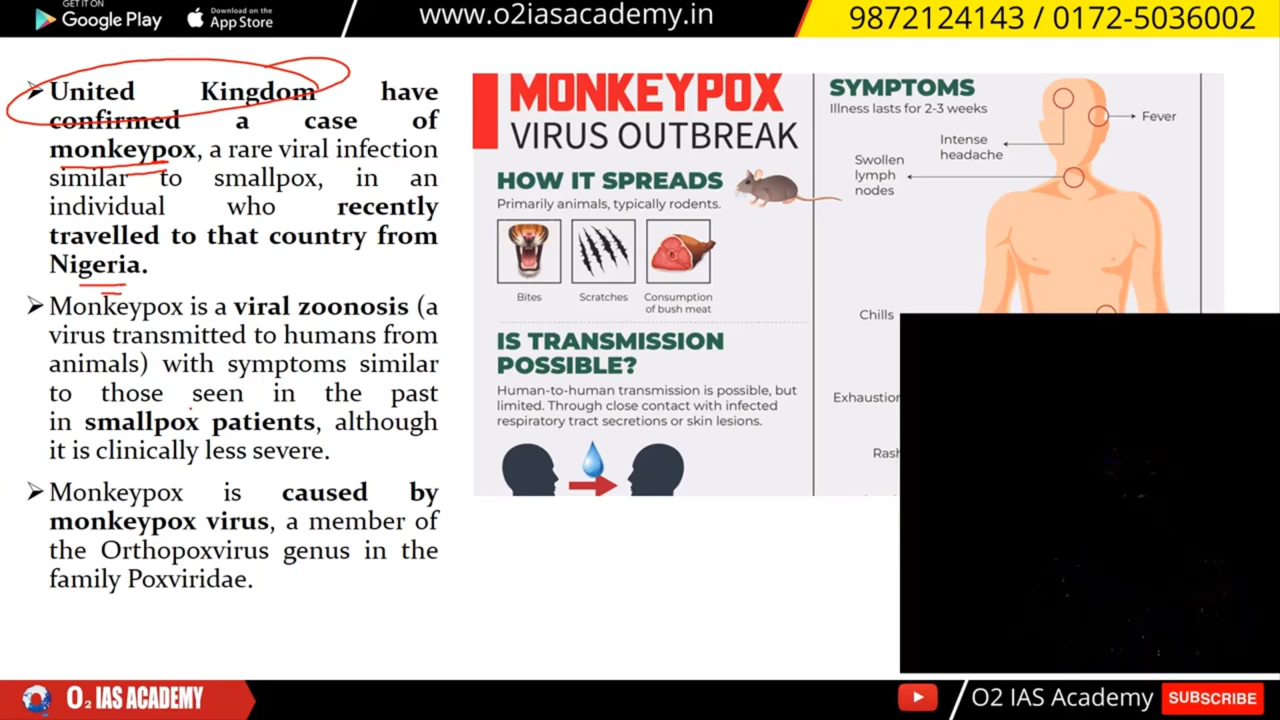 GET IT ON
Google Play
Download on the
App Store
www.o2iasacademy.in
9872124143 / 0172-5036002
➢ United Kingdom have
confirmed a case of
monkeypox, a rare viral infection
similar to smallpox, in an
individual who recently
travelled to that country from
Nigeria.
➢ Monkeypox is a viral zoonosis (a
virus transmitted to humans from
animals) with symptoms similar
to those seen in the past
in smallpox patients, although
it is clinically less severe.
➢ Monkeypox is caused by
monkeypox virus, a member of
the Orthopoxvirus genus in the
family Poxviridae.
MONKEYPOX
VIRUS OUTBREAK
HOW IT SPREADS
Primarily animals, typically rodents.
Bites
Scratches
Consumption
of bush meat
IS TRANSMISSION
POSSIBLE?
Human-to-human transmission is possible, but
limited. Through close contact with infected
respiratory tract secretions or skin lesions.
SYMPTOMS
Illness lasts for 2-3 weeks
Fever
Intense
headache
Swollen
lymph
nodes
Chills
Exhaustion
Rash
O₂ IAS ACADEMY
O2 IAS Academy
SUBSCRIBE